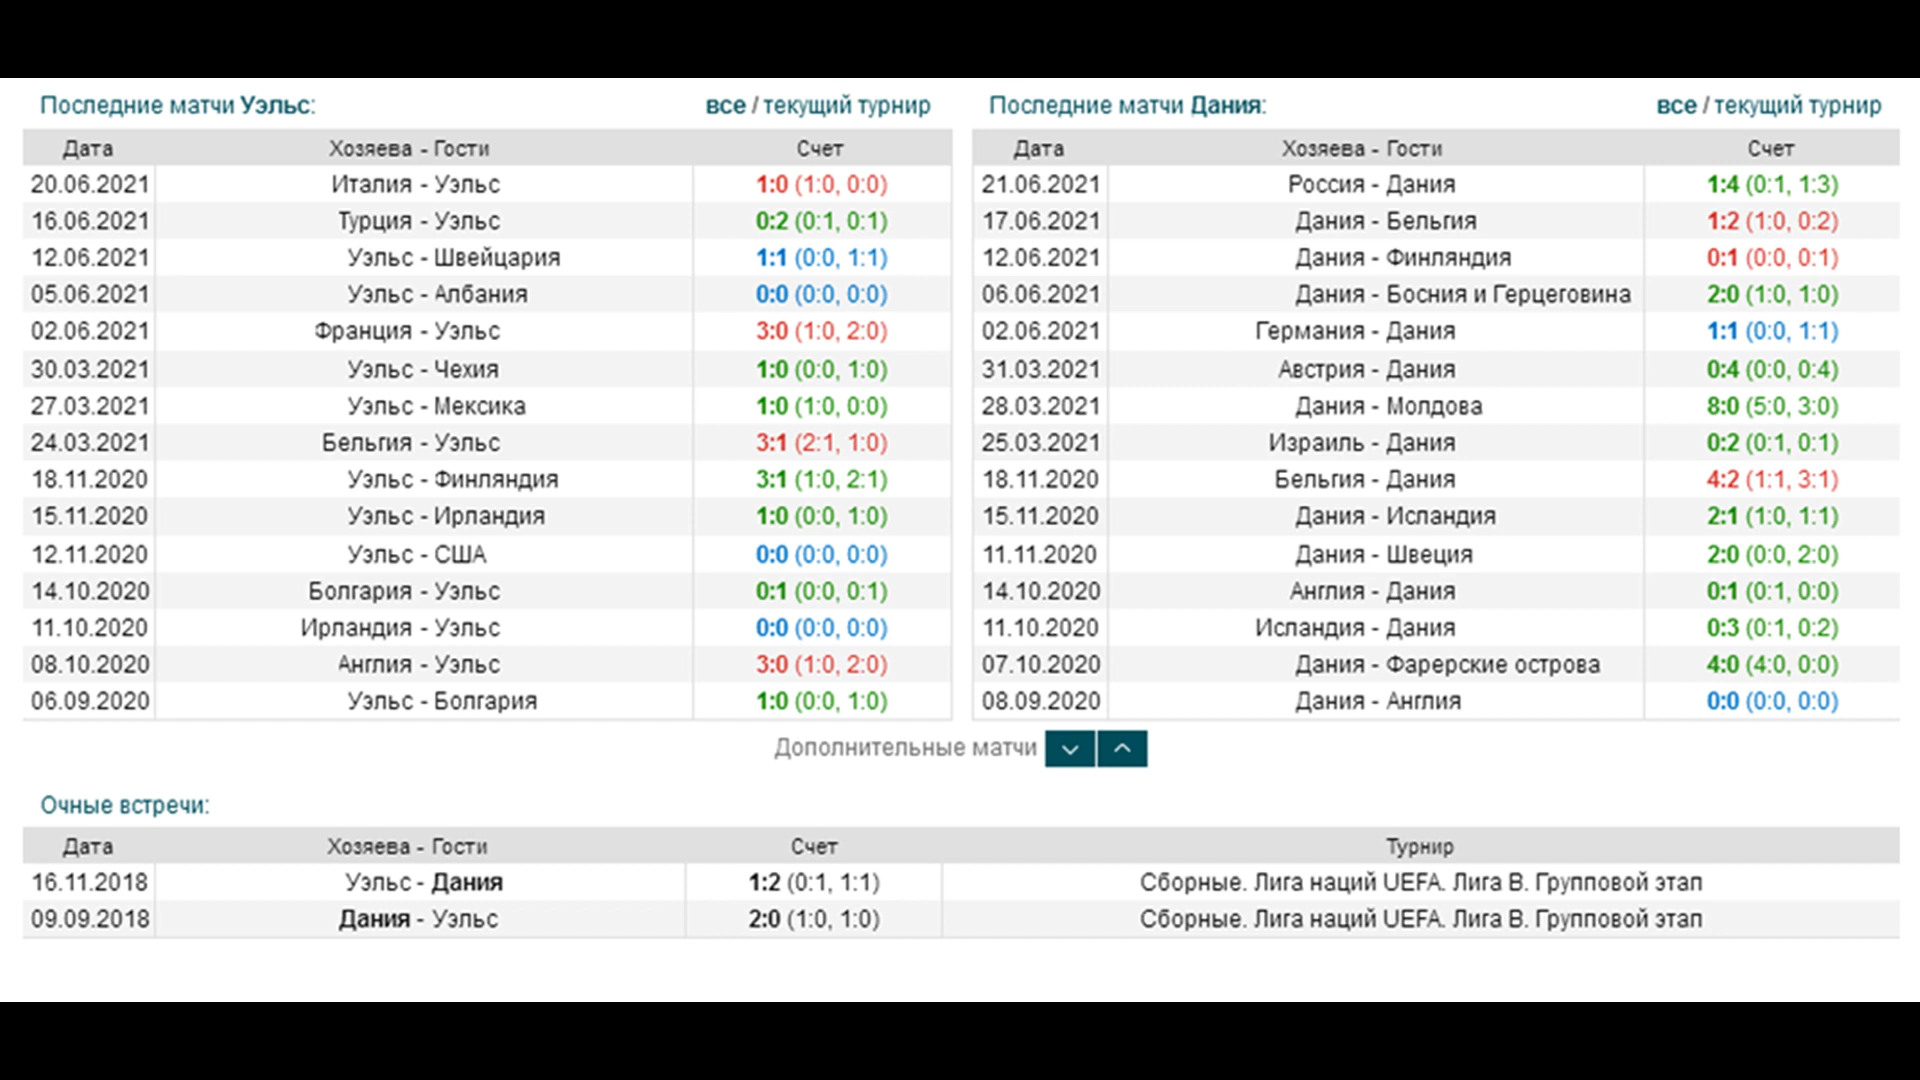 Последние матчи Уэльс: все / текущий турнир
Дата Хозяева - Гости Счет
20.06.2021 Италия - Уэльс 1:0 (1:0, 0:0)
16.06.2021 Турция - Уэльс 0:2 (0:1, 0:1)
12.06.2021 Уэльс - Швейцария 1:1 (0:0, 1:1)
05.06.2021 Уэльс - Албания 0:0 (0:0, 0:0)
02.06.2021 Франция - Уэльс 3:0 (1:0, 2:0)
30.03.2021 Уэльс - Чехия 1:0 (0:0, 1:0)
27.03.2021 Уэльс - Мексика 1:0 (1:0, 0:0)
24.03.2021 Бельгия - Уэльс 3:1 (2:1, 1:0)
18.11.2020 Уэльс - Финляндия 3:1 (1:0, 2:1)
15.11.2020 Уэльс - Ирландия 1:0 (0:0, 1:0)
12.11.2020 Уэльс - США 0:0 (0:0, 0:0)
14.10.2020 Болгария - Уэльс 0:1 (0:0, 0:1)
11.10.2020 Ирландия - Уэльс 0:0 (0:0, 0:0)
08.10.2020 Англия - Уэльс 3:0 (1:0, 2:0)
06.09.2020 Уэльс - Болгария 1:0 (0:0, 1:0)
Последние матчи Дания: все / текущий турнир
Дата Хозяева - Гости Счет
21.06.2021 Россия - Дания 1:4 (0:1, 1:3)
17.06.2021 Дания - Бельгия 1:2 (1:0, 0:2)
12.06.2021 Дания - Финляндия 0:1 (0:0, 0:1)
06.06.2021 Дания - Босния и Герцеговина 2:0 (1:0, 1:0)
02.06.2021 Германия - Дания 1:1 (0:0, 1:1)
31.03.2021 Австрия - Дания 0:4 (0:0, 0:4)
28.03.2021 Дания - Молдова 8:0 (5:0, 3:0)
25.03.2021 Израиль - Дания 0:2 (0:1, 0:1)
18.11.2020 Бельгия - Дания 4:2 (1:1, 3:1)
15.11.2020 Дания - Исландия 2:1 (1:0, 1:1)
11.11.2020 Дания - Швеция 2:0 (0:0, 2:0)
14.10.2020 Англия - Дания 0:1 (0:1, 0:0)
11.10.2020 Исландия - Дания 0:3 (0:1, 0:2)
07.10.2020 Дания - Фарерские острова 4:0 (4:0, 0:0)
08.09.2020 Дания - Англия 0:0 (0:0, 0:0)
Дополнительные матчи
Очные встречи:
Дата Хозяева - Гости Счет Турнир
16.11.2018 Уэльс - Дания 1:2 (0:1, 1:1) Сборные. Лига наций UEFA. Лига B. Групповой этап
09.09.2018 Дания - Уэльс 2:0 (1:0, 1:0) Сборные. Лига наций UEFA. Лига B. Групповой этап